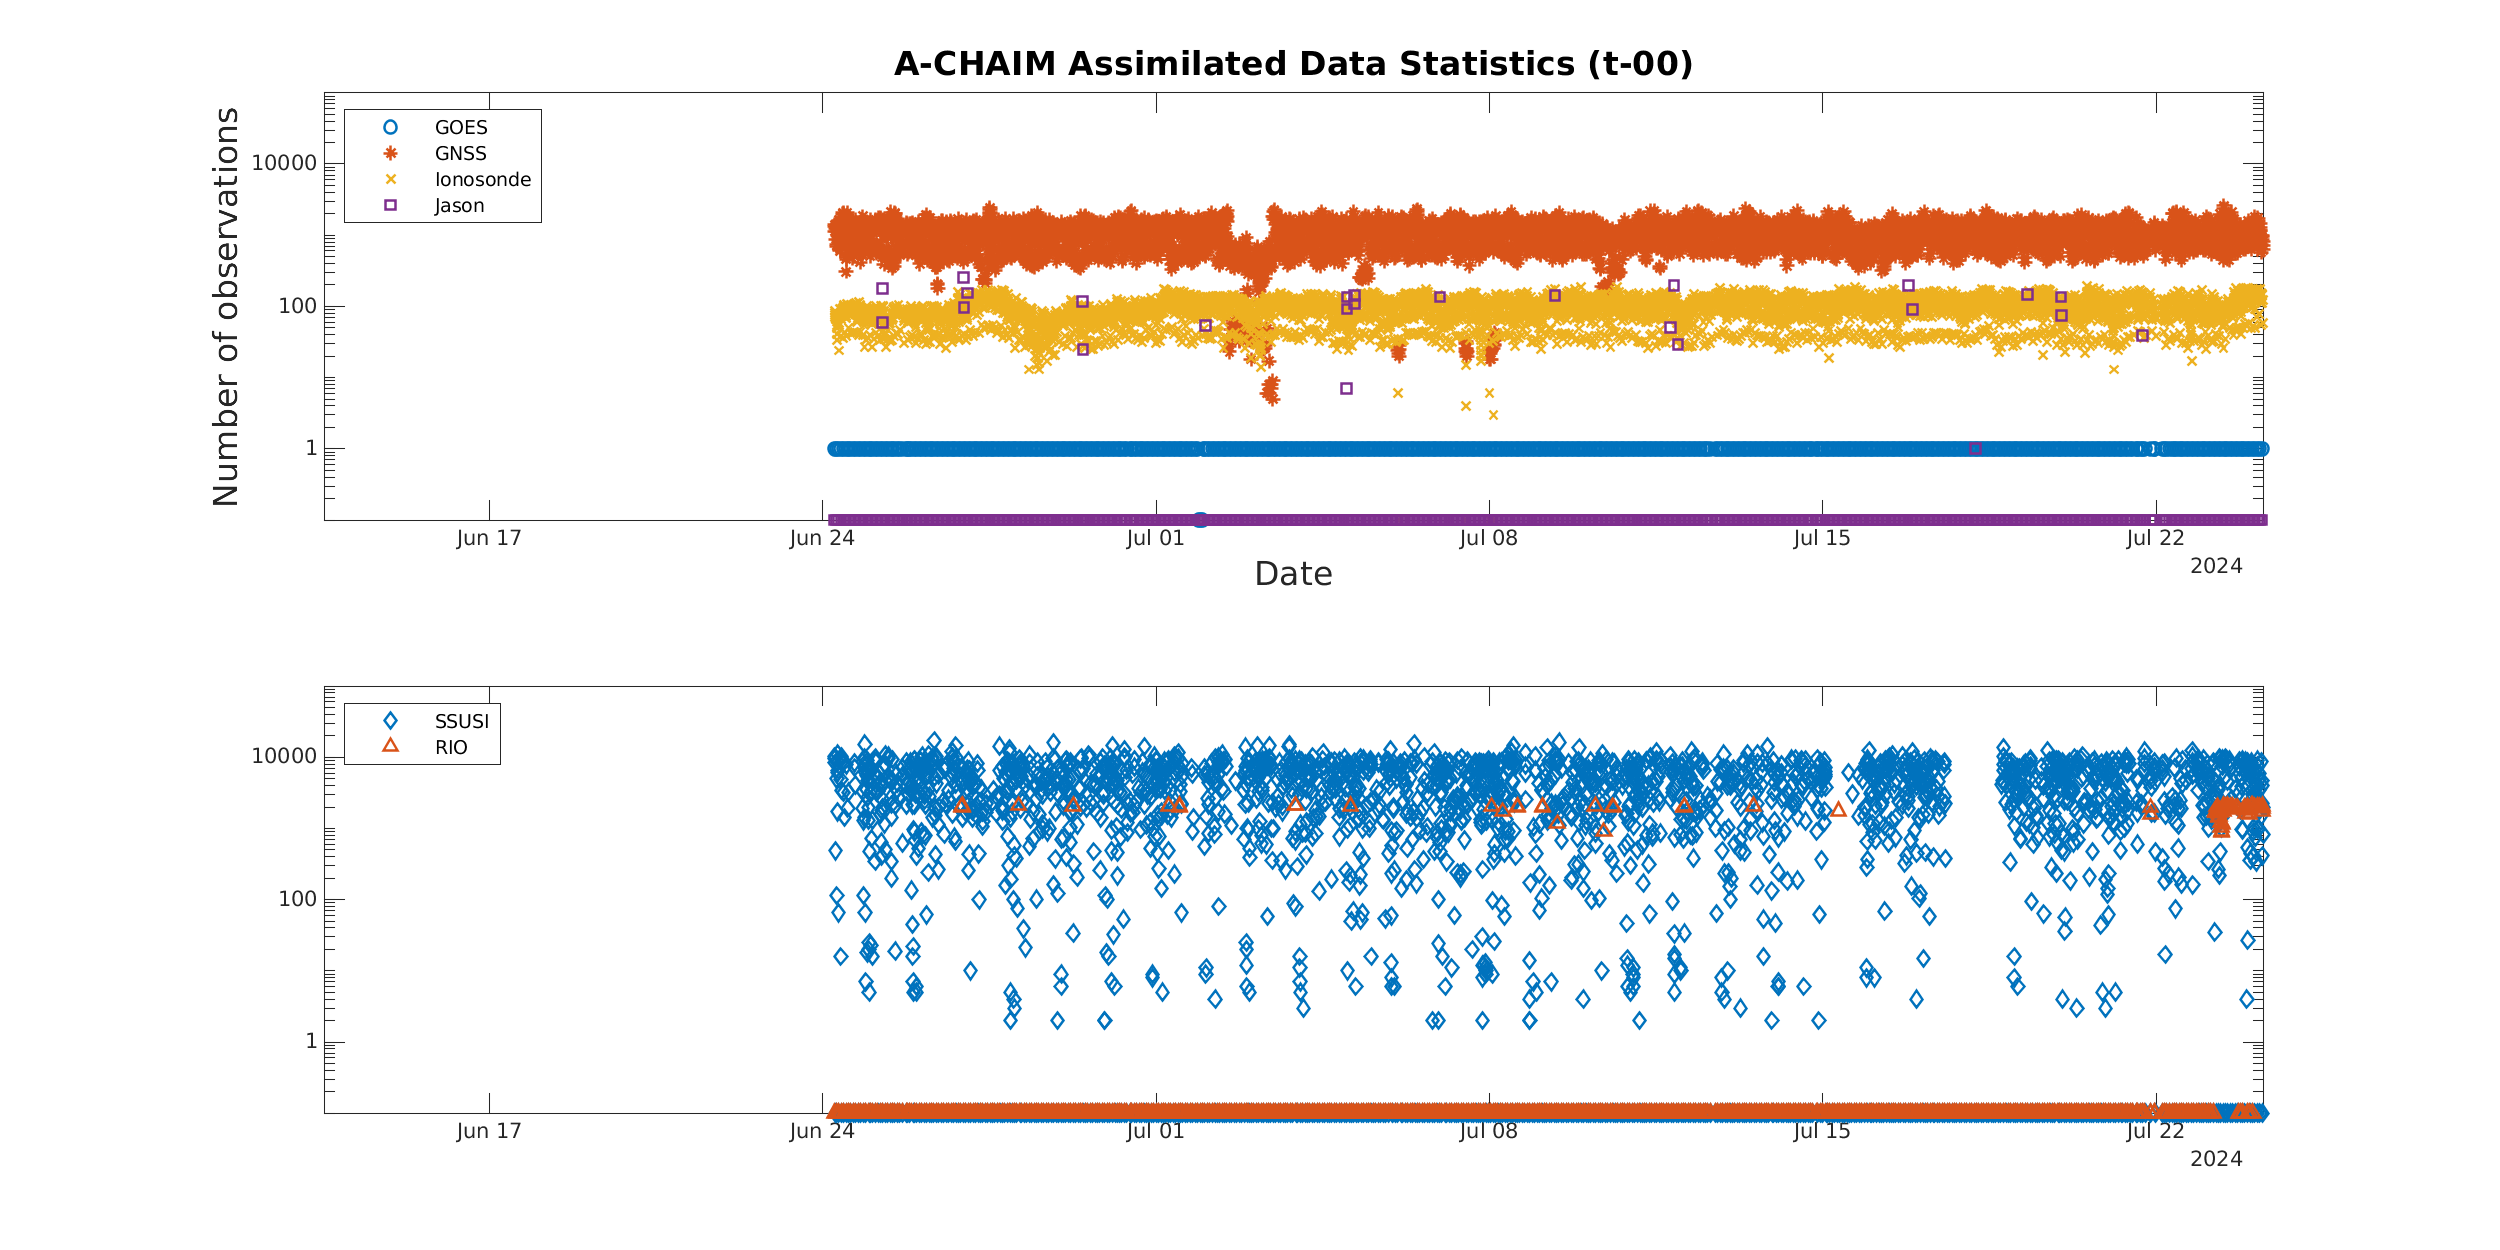 A-CHAIM Assimilated Data Statistics (t-00)
Number of observations
10000
100
1
GOES
GNSS
Ionosonde
Jason
Jun 17 Jun 24 Jul 01 Jul 08 Jul 15 Jul 22
2024
Date
10000
100
1
SSUSI
RIO
Jun 17 Jun 24 Jul 01 Jul 08 Jul 15 Jul 22
2024